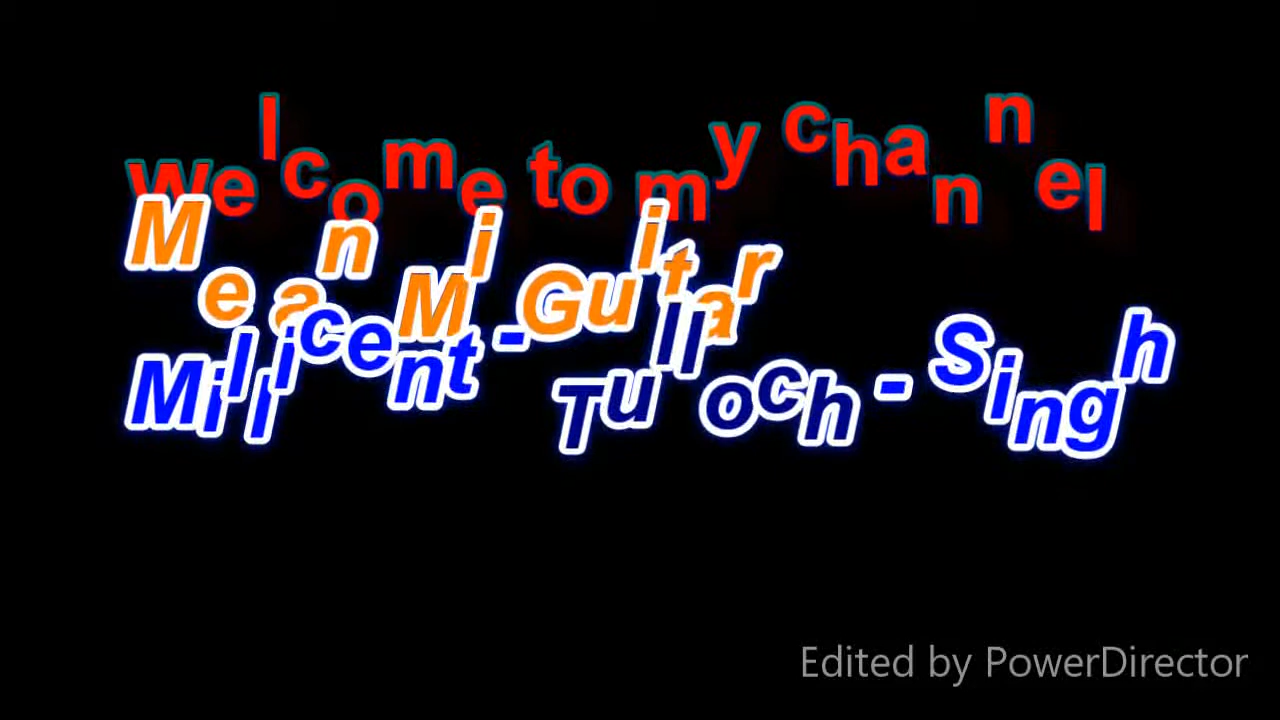 Welcome to my channel
Mean Mi Guitar
Millicent - Tulloch - Singh
Edited by PowerDirector